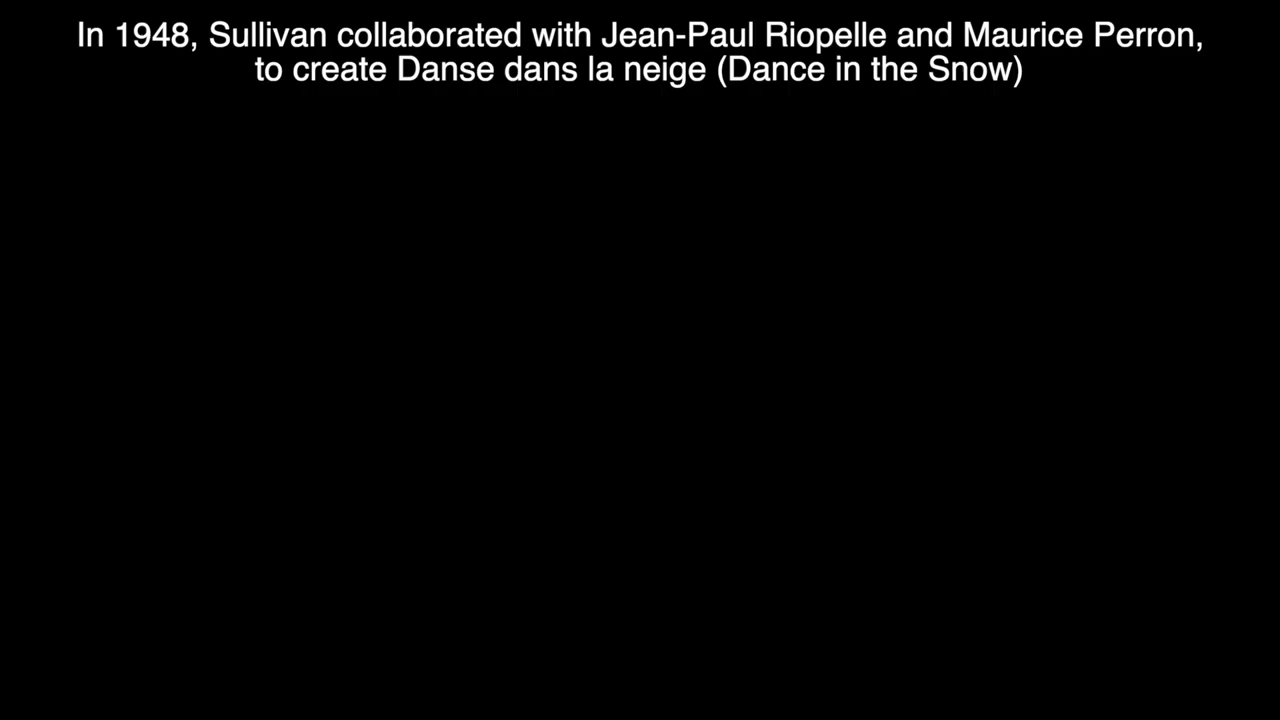 In 1948, Sullivan collaborated with Jean-Paul Riopelle and Maurice Perron,
to create Danse dans la neige (Dance in the Snow)